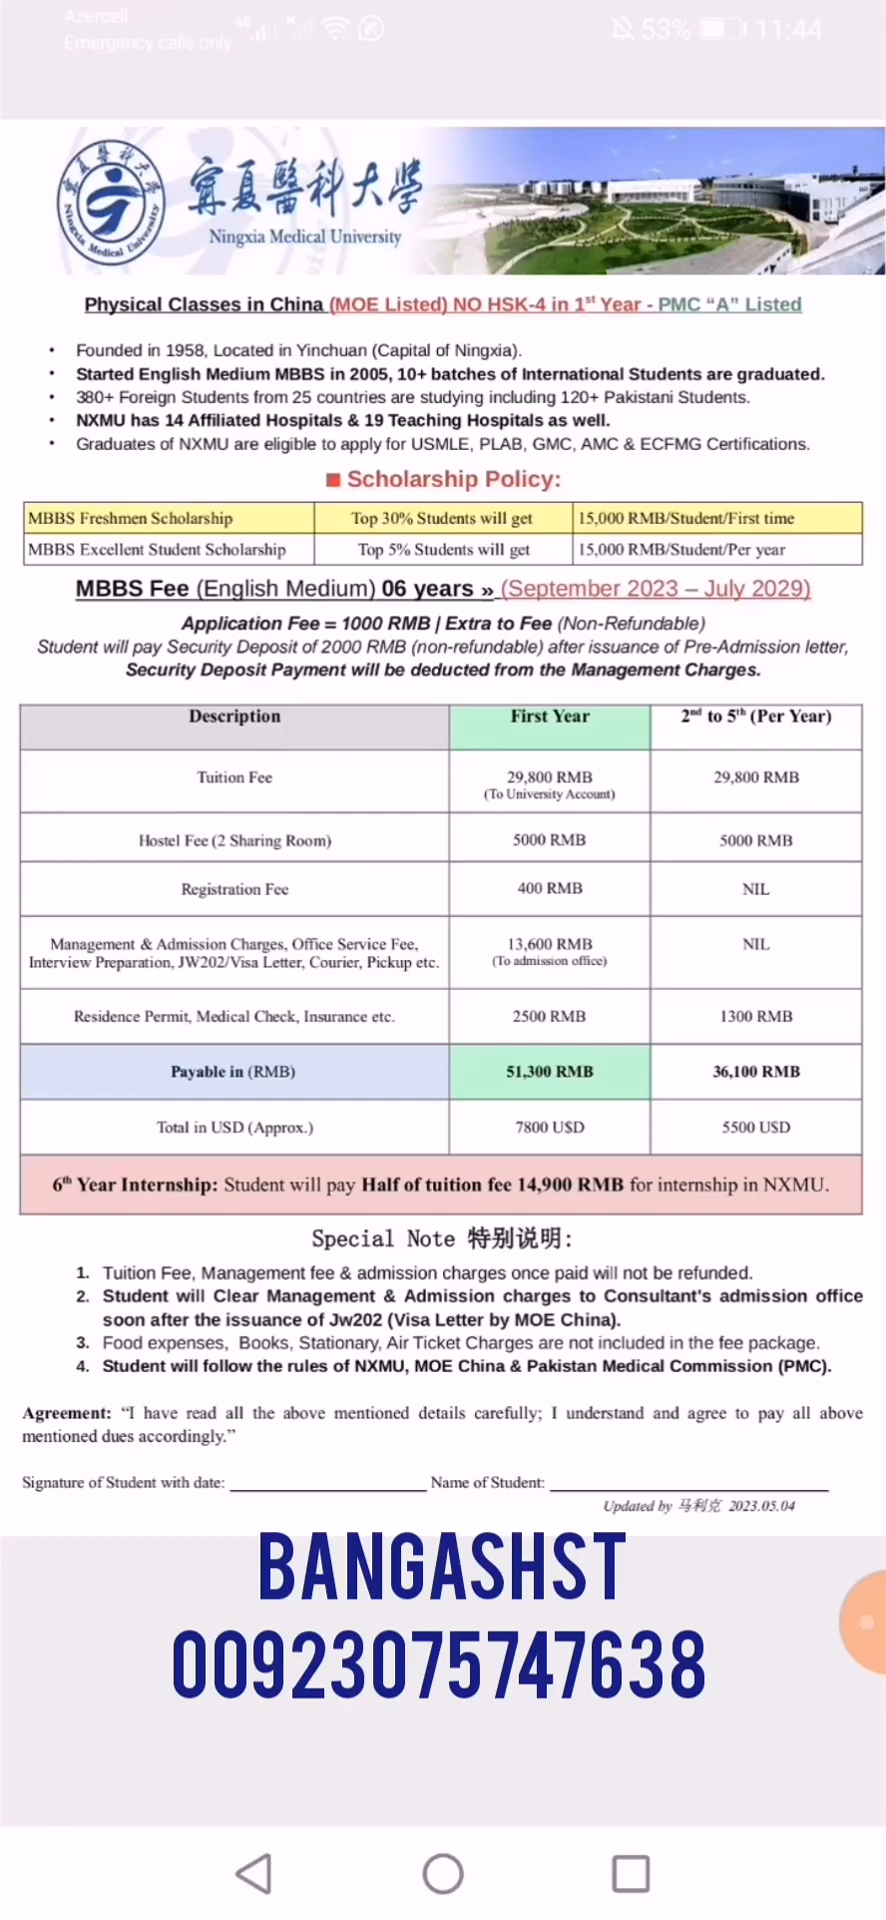 Azercell
Emergency calls only
4G
53%
11:44
寧夏醫科大學
Ningxia Medical University
寧夏醫科大學
Ningxia Medical University
Physical Classes in China (MOE Listed) NO HSK-4 in 1st Year - PMC “A” Listed
• Founded in 1958, Located in Yinchuan (Capital of Ningxia).
• Started English Medium MBBS in 2005, 10+ batches of International Students are graduated.
• 380+ Foreign Students from 25 countries are studying including 120+ Pakistani Students.
• NXMU has 14 Affiliated Hospitals & 19 Teaching Hospitals as well.
• Graduates of NXMU are eligible to apply for USMLE, PLAB, GMC, AMC & ECFMG Certifications.
■ Scholarship Policy:
MBBS Freshmen Scholarship Top 30% Students will get 15,000 RMB/Student/First time
MBBS Excellent Student Scholarship Top 5% Students will get 15,000 RMB/Student/Per year
MBBS Fee (English Medium) 06 years » (September 2023 – July 2029)
Application Fee = 1000 RMB | Extra to Fee (Non-Refundable)
Student will pay Security Deposit of 2000 RMB (non-refundable) after issuance of Pre-Admission letter,
Security Deposit Payment will be deducted from the Management Charges.
Description First Year 2nd to 5th (Per Year)
Tuition Fee 29,800 RMB 29,800 RMB
(To University Account)
Hostel Fee (2 Sharing Room) 5000 RMB 5000 RMB
Registration Fee 400 RMB NIL
Management & Admission Charges, Office Service Fee, 13,600 RMB NIL
Interview Preparation, JW202/Visa Letter, Courier, Pickup etc. (To admission office)
Residence Permit, Medical Check, Insurance etc. 2500 RMB 1300 RMB
Payable in (RMB) 51,300 RMB 36,100 RMB
Total in USD (Approx.) 7800 USD 5500 USD
6th Year Internship: Student will pay Half of tuition fee 14,900 RMB for internship in NXMU.
Special Note 特别说明:
1. Tuition Fee, Management fee & admission charges once paid will not be refunded.
2. Student will Clear Management & Admission charges to Consultant's admission office
soon after the issuance of Jw202 (Visa Letter by MOE China).
3. Food expenses, Books, Stationary, Air Ticket Charges are not included in the fee package.
4. Student will follow the rules of NXMU, MOE China & Pakistan Medical Commission (PMC).
Agreement: “I have read all the above mentioned details carefully; I understand and agree to pay all above
mentioned dues accordingly.”
Signature of Student with date: Name of Student:
Updated by 马利克 2023.05.04
BANGASHST
00923075747638